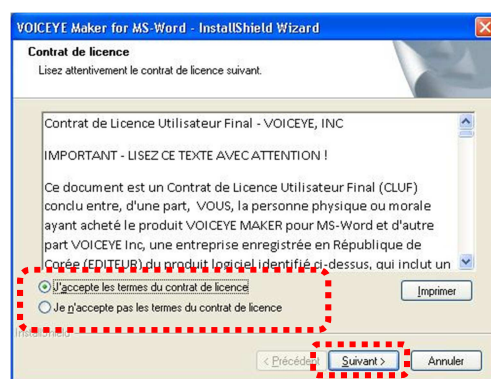 VOICEYE Maker for MS-Word - InstallShield Wizard
Contrat de licence
Lisez attentivement le contrat de licence suivant.
Contrat de Licence Utilisateur Final - VOICEYE, INC
IMPORTANT - LISEZ CE TEXTE AVEC ATTENTION !
Ce document est un Contrat de Licence Utilisateur Final (CLUF)
conclu entre, d'une part, VOUS, la personne physique ou morale
ayant acheté le produit VOICEYE MAKER pour MS-Word et d'autre
part VOICEYE Inc, une entreprise enregistrée en République de
Corée (EDITEUR) du produit logiciel identifié ci-dessus, qui inclut un
J'accepte les termes du contrat de licence
Imprimer
Je n'accepte pas les termes du contrat de licence
InstallShield
< Précédent
Suivant >
Annuler